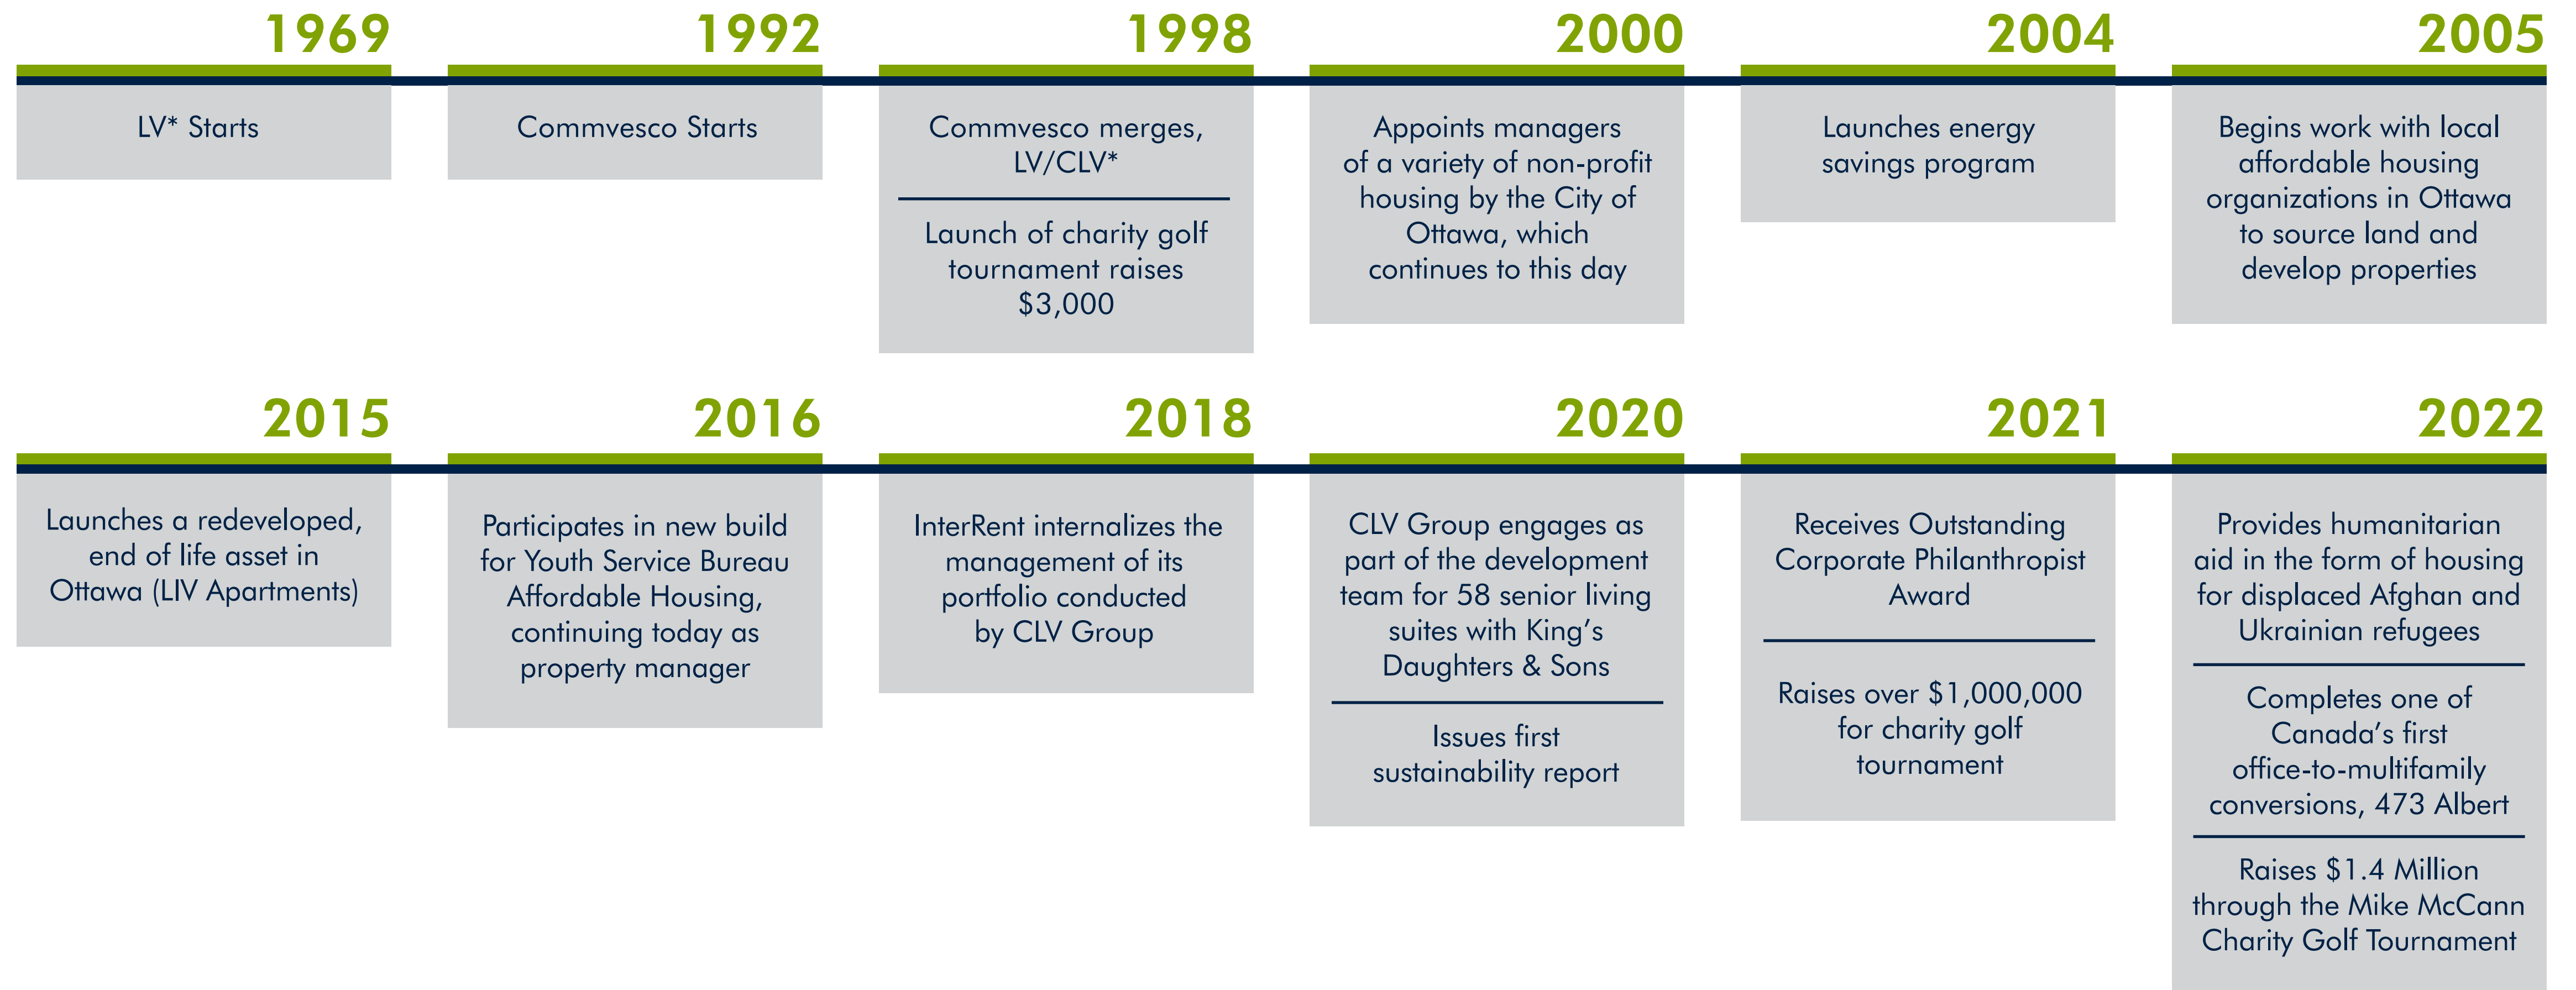 1969
LV* Starts
1992
Commvesco Starts
1998
Commvesco merges,
LV/CLV*
Launch of charity golf
tournament raises
$3,000
2000
Appoints managers
of a variety of non-profit
housing by the City of
Ottawa, which
continues to this day
2004
Launches energy
savings program
2005
Begins work with local
affordable housing
organizations in Ottawa
to source land and
develop properties
2015
Launches a redeveloped,
end of life asset in
Ottawa (LIV Apartments)
2016
Participates in new build
for Youth Service Bureau
Affordable Housing,
continuing today as
property manager
2018
InterRent internalizes the
management of its
portfolio conducted
by CLV Group
2020
CLV Group engages as
part of the development
team for 58 senior living
suites with King’s
Daughters & Sons
Issues first
sustainability report
2021
Receives Outstanding
Corporate Philanthropist
Award
Raises over $1,000,000
for charity golf
tournament
2022
Provides humanitarian
aid in the form of housing
for displaced Afghan and
Ukrainian refugees
Completes one of
Canada’s first
office-to-multifamily
conversions, 473 Albert
Raises $1.4 Million
through the Mike McCann
Charity Golf Tournament